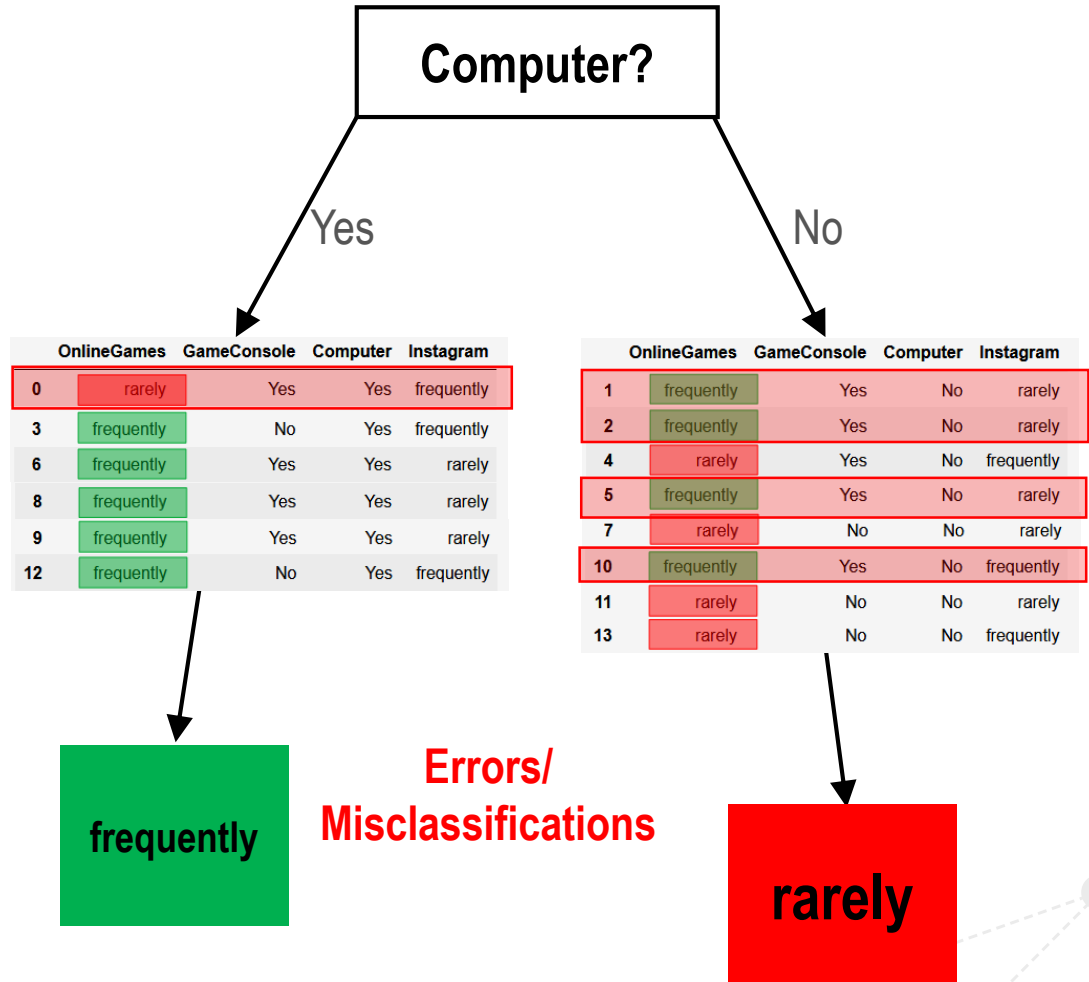 Computer?
Yes
No
OnlineGames GameConsole Computer Instagram
0 rarely Yes Yes frequently
3 frequently No Yes frequently
6 frequently Yes Yes rarely
8 frequently Yes Yes rarely
9 frequently Yes Yes rarely
12 frequently No Yes frequently
OnlineGames GameConsole Computer Instagram
1 frequently Yes No rarely
2 frequently Yes No rarely
4 rarely Yes No frequently
5 frequently Yes No rarely
7 rarely No No rarely
10 frequently Yes No frequently
11 rarely No No rarely
13 rarely No No frequently
frequently
Errors/
Misclassifications
rarely